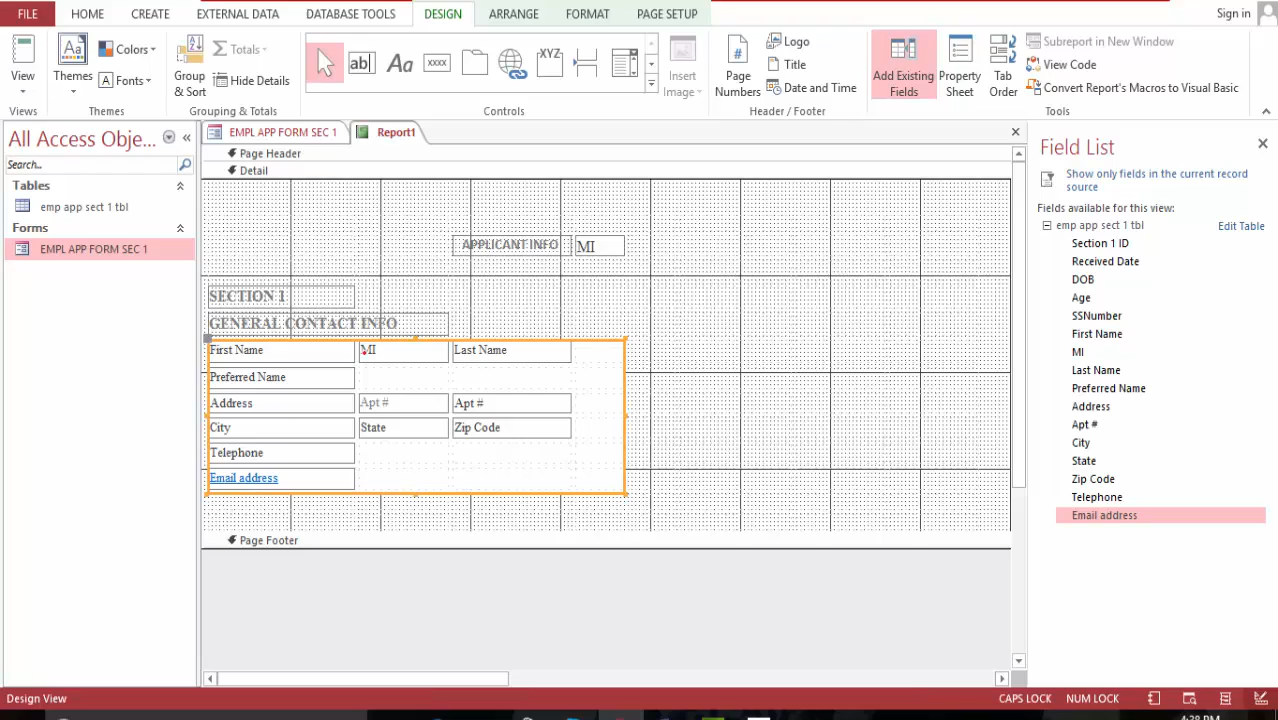 FILE HOME CREATE EXTERNAL DATA DATABASE TOOLS DESIGN ARRANGE FORMAT PAGE SETUP Sign in
View
Views
Themes
Colors
Fonts
Themes
Group & Sort
Totals
Hide Details
Grouping & Totals
ab|
Aa
XXXX
XYZ
Controls
Insert Image
Page Numbers
Logo
Title
Date and Time
Header / Footer
Add Existing Fields
Property Sheet
Tab Order
Subreport in New Window
View Code
Convert Report's Macros to Visual Basic
Tools
All Access Obje...
Search...
Tables
emp app sect 1 tbl
Forms
EMPL APP FORM SEC 1
EMPL APP FORM SEC 1 Report1
Page Header
Detail
APPLICANT INFO MI
SECTION 1
GENERAL CONTACT INFO
First Name MI Last Name
Preferred Name
Address Apt # Apt #
City State Zip Code
Telephone
Email address
Page Footer
Field List
Show only fields in the current record source
Fields available for this view:
emp app sect 1 tbl Edit Table
Section 1 ID
Received Date
DOB
Age
SSNumber
First Name
MI
Last Name
Preferred Name
Address
Apt #
City
State
Zip Code
Telephone
Email address
Design View CAPS LOCK NUM LOCK
4:38 PM